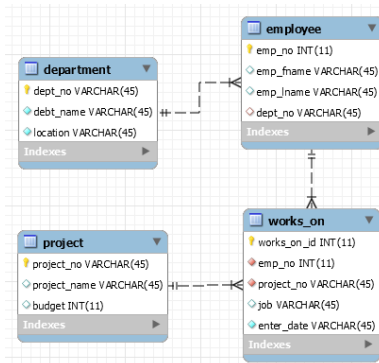 employee
emp_no INT(11)
emp_fname VARCHAR(45)
emp_lname VARCHAR(45)
dept_no VARCHAR(45)
Indexes
department
dept_no VARCHAR(45)
debt_name VARCHAR(45)
location VARCHAR(45)
Indexes
works_on
works_on_id INT(11)
emp_no INT(11)
project_no VARCHAR(45)
job VARCHAR(45)
enter_date VARCHAR(45)
Indexes
project
project_no VARCHAR(45)
project_name VARCHAR(45)
budget INT(11)
Indexes